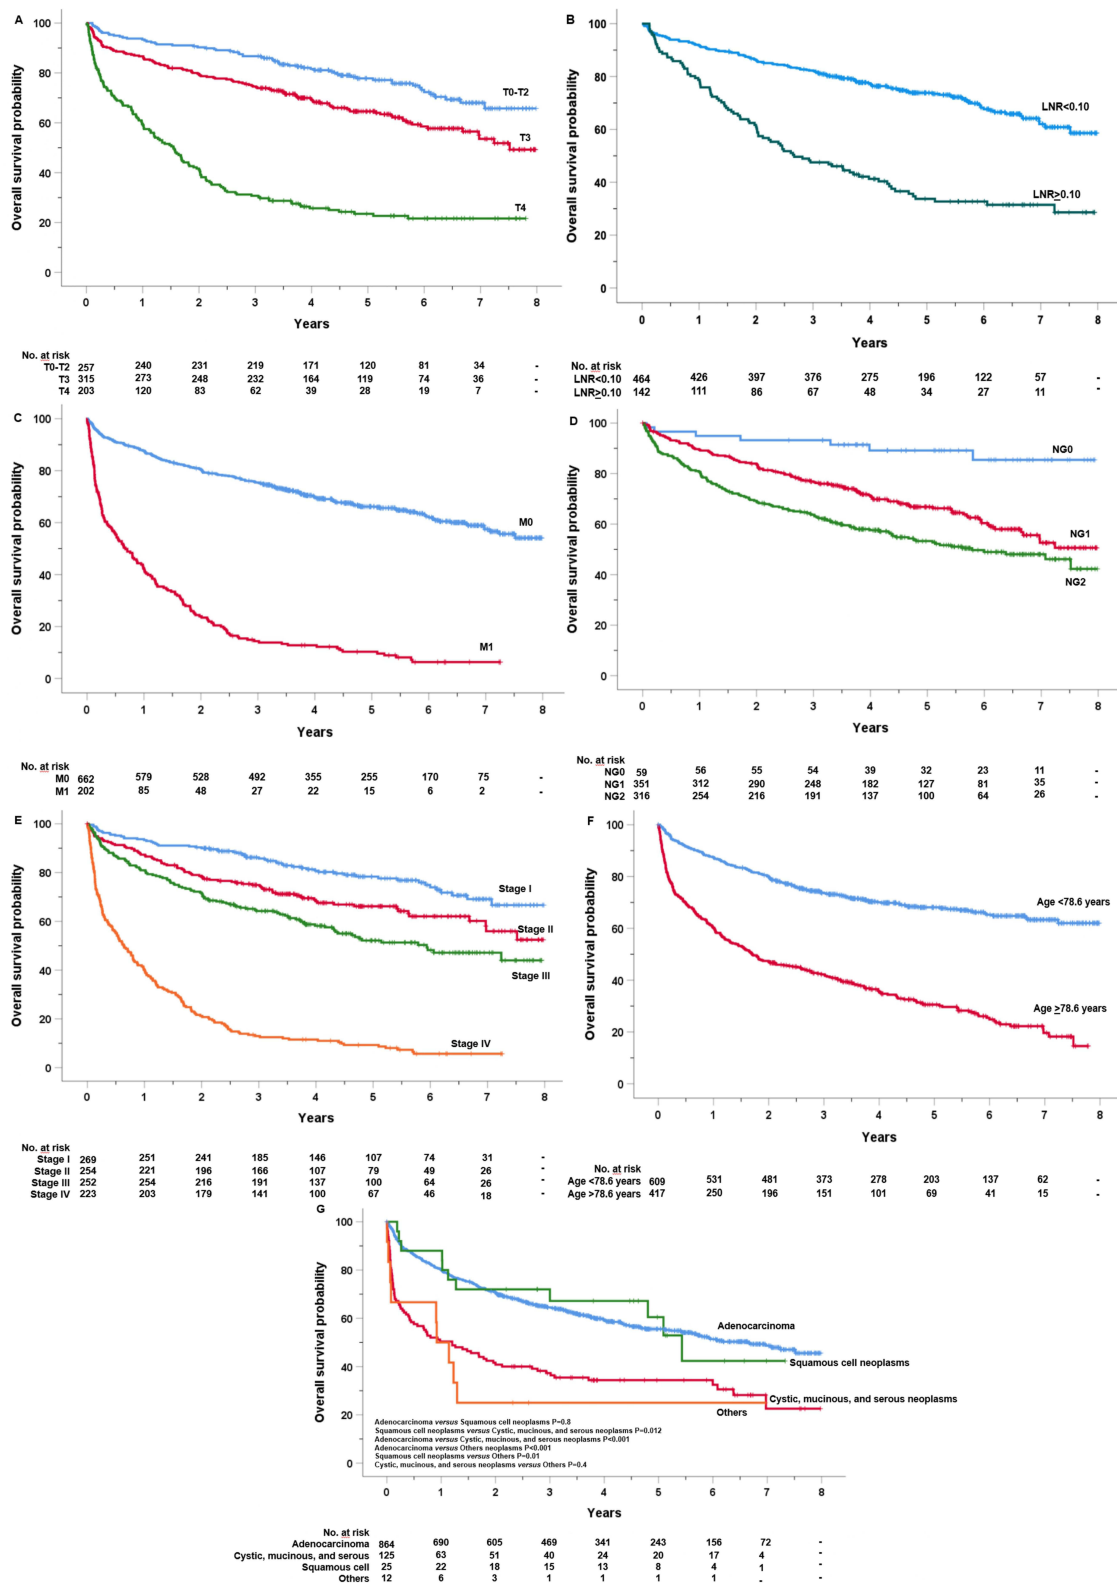 A
Overall survival probability
100
80
60
40
20
0
T0-T2
T3
T4
0 1 2 3 4 5 6 7 8
Years
No. at risk
T0-T2 257 240 231 219 171 120 81 34 -
T3 315 273 248 232 164 119 74 36 -
T4 203 120 83 62 39 28 19 7 -
B
Overall survival probability
100
80
60
40
20
0
LNR<0.10
LNR≥0.10
0 1 2 3 4 5 6 7 8
Years
No. at risk
LNR<0.10 464 426 397 376 275 196 122 57 -
LNR≥0.10 142 111 86 67 48 34 27 11 -
C
Overall survival probability
100
80
60
40
20
0
M0
M1
0 1 2 3 4 5 6 7 8
Years
No. at risk
M0 662 579 528 492 355 255 170 75 -
M1 202 85 48 27 22 15 6 2 -
D
Overall survival probability
100
80
60
40
20
0
NG0
NG1
NG2
0 1 2 3 4 5 6 7 8
Years
No. at risk
NG0 59 56 55 54 39 32 23 11 -
NG1 351 312 290 248 182 127 81 35 -
NG2 316 254 216 191 137 100 64 26 -
E
Overall survival probability
100
80
60
40
20
0
Stage I
Stage II
Stage III
Stage IV
0 1 2 3 4 5 6 7 8
Years
No. at risk
Stage I 269 251 241 185 146 107 74 31 -
Stage II 254 221 196 166 107 79 49 26 -
Stage III 252 254 216 191 137 100 64 26 -
Stage IV 223 203 179 141 100 67 46 18 -
F
Overall survival probability
100
80
60
40
20
0
Age <78.6 years
Age ≥78.6 years
0 1 2 3 4 5 6 7 8
Years
No. at risk
Age <78.6 years 609 531 481 373 278 203 137 62 -
Age >78.6 years 417 250 196 151 101 69 41 15 -
G
Overall survival probability
100
80
60
40
20
0
Adenocarcinoma
Squamous cell neoplasms
Cystic, mucinous, and serous neoplasms
Others
Adenocarcinoma versus Squamous cell neoplasms P=0.8
Squamous cell neoplasms versus Cystic, mucinous, and serous neoplasms P=0.012
Adenocarcinoma versus Cystic, mucinous, and serous neoplasms P<0.001
Adenocarcinoma versus Others neoplasms P<0.001
Squamous cell neoplasms versus Others P=0.01
Cystic, mucinous, and serous neoplasms versus Others P=0.4
0 1 2 3 4 5 6 7 8
Years
No. at risk
Adenocarcinoma 864 690 605 469 341 243 156 72 -
Cystic, mucinous, and serous 125 63 51 40 24 20 17 4 -
Squamous cell 25 22 18 15 13 8 4 1 -
Others 12 6 3 1 1 1 1 - -